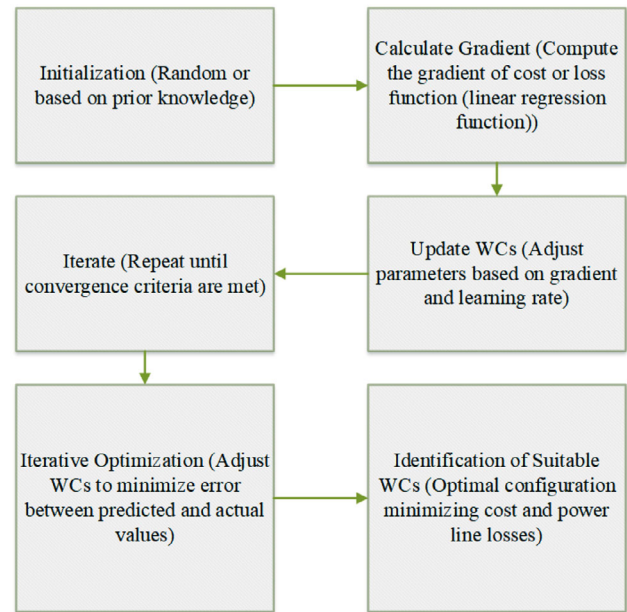 Initialization (Random or
based on prior knowledge)
Calculate Gradient (Compute
the gradient of cost or loss
function (linear regression
function))
Update WCs (Adjust
parameters based on gradient
and learning rate)
Iterate (Repeat until
convergence criteria are met)
Iterative Optimization (Adjust
WCs to minimize error
between predicted and actual
values)
Identification of Suitable
WCs (Optimal configuration
minimizing cost and power
line losses)